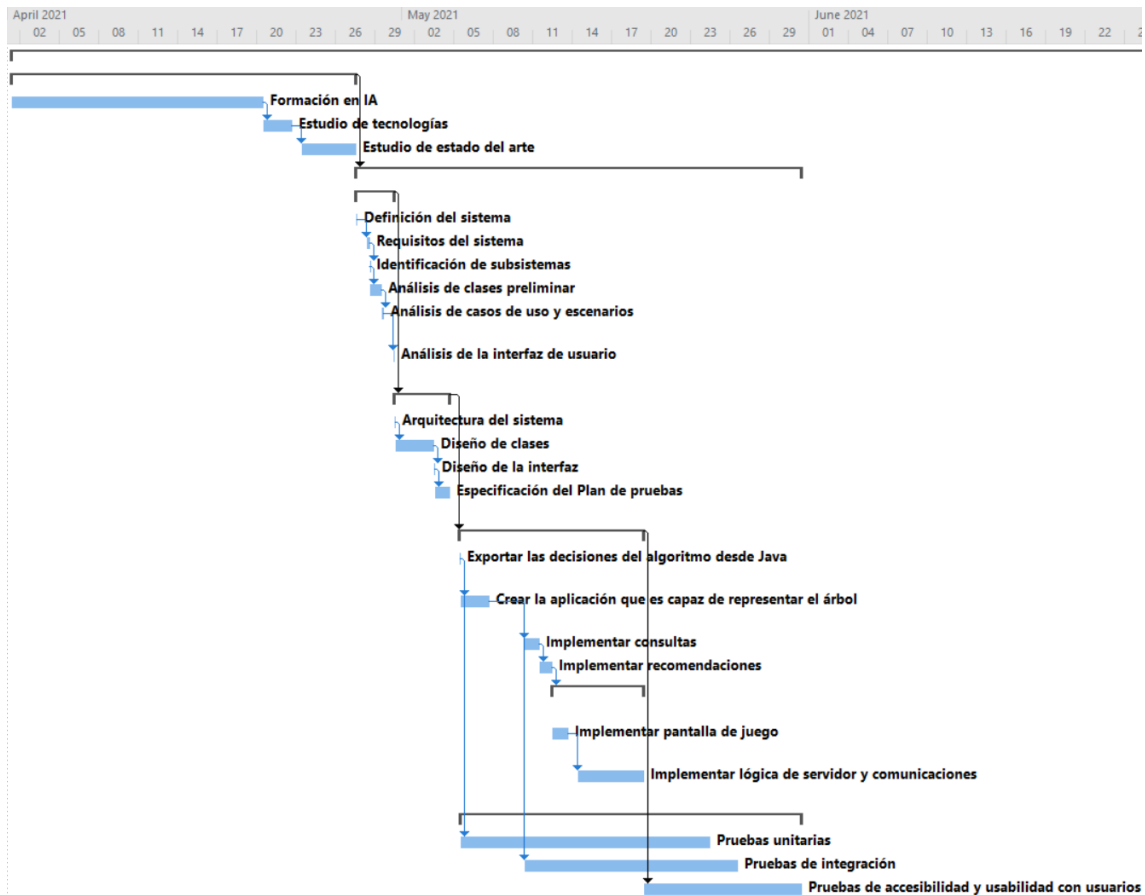 April 2021 May 2021 June 2021
02 05 08 11 14 17 20 23 26 29 02 05 08 11 14 17 20 23 26 29 01 04 07 10 13 16 19 22
Formación en IA
Estudio de tecnologías
Estudio de estado del arte
Definición del sistema
Requisitos del sistema
Identificación de subsistemas
Análisis de clases preliminar
Análisis de casos de uso y escenarios
Análisis de la interfaz de usuario
Arquitectura del sistema
Diseño de clases
Diseño de la interfaz
Especificación del Plan de pruebas
Exportar las decisiones del algoritmo desde Java
Crear la aplicación que es capaz de representar el árbol
Implementar consultas
Implementar recomendaciones
Implementar pantalla de juego
Implementar lógica de servidor y comunicaciones
Pruebas unitarias
Pruebas de integración
Pruebas de accesibilidad y usabilidad con usuarios